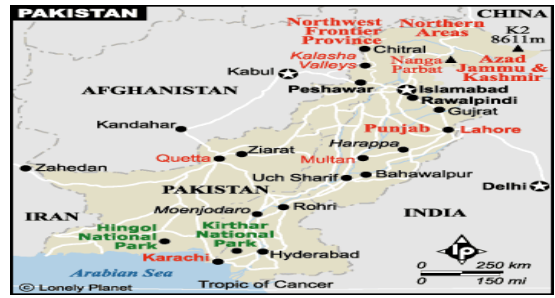 PAKISTAN
CHINA
Northwest
Frontier
Province
Northern
Areas
K2
8611m
Chitral
Kalasha
Valleys
Nanga
Parbat
Azad
Jammu &
Kashmir
Kabul
Peshawar
Islamabad
Rawalpindi
AFGHANISTAN
Gujrat
Kandahar
Punjab
Lahore
Harappa
Ziarat
Quetta
Multan
Zahedan
Uch Sharif
Bahawalpur
PAKISTAN
Delhi
Moenjodaro
Rohri
IRAN
INDIA
Hingol
National
Park
Kirthar
National
Park
Karachi
Hyderabad
LP
Arabian Sea
0 250 km
0 150 mi
© Lonely Planet
Tropic of Cancer